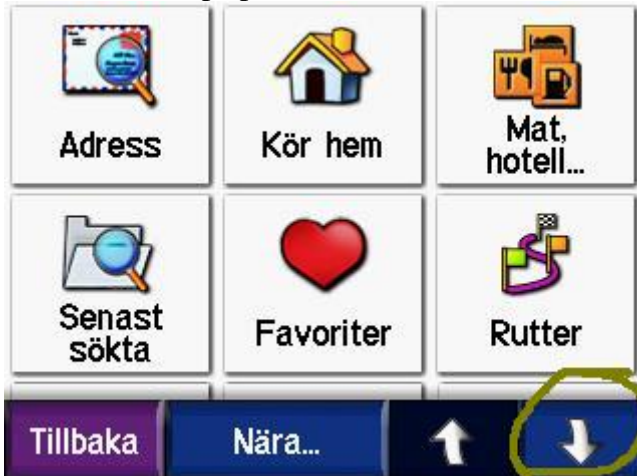 Adress
Kör hem
Mat,
hotell...
Senast
sökta
Favoriter
Rutter
Tillbaka
Nära...